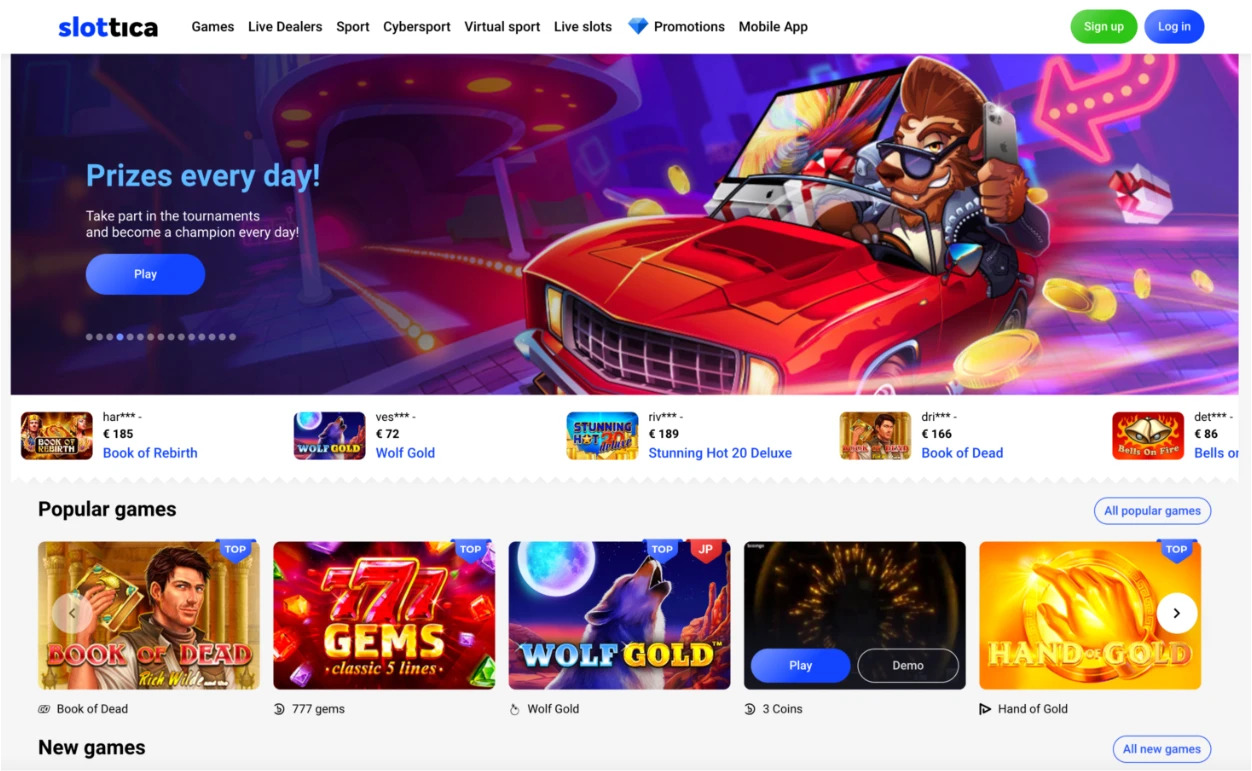 slottica
Games Live Dealers Sport Cybersport Virtual sport Live slots Promotions Mobile App
Sign up Log in
Prizes every day!
Take part in the tournaments
and become a champion every day!
Play
BOOK OF
REBIRTH
har*** -
€ 185
Book of Rebirth
WOLF GOLD
ves*** -
€ 72
Wolf Gold
STUNNING
HOT 20
deluxe
riv*** -
€ 189
Stunning Hot 20 Deluxe
BOOK OF DEAD
dri*** -
€ 166
Book of Dead
Bells On Fire
det*** -
€ 86
Bells or
Popular games
All popular games
TOP
BOOK OF DEAD
Rich Wilde
TOP
777
GEMS
classic 5 lines
TOP JP
WOLF GOLD™
Play Demo
TOP
HAND OF GOLD
Book of Dead
777 gems
Wolf Gold
3 Coins
Hand of Gold
New games
All new games